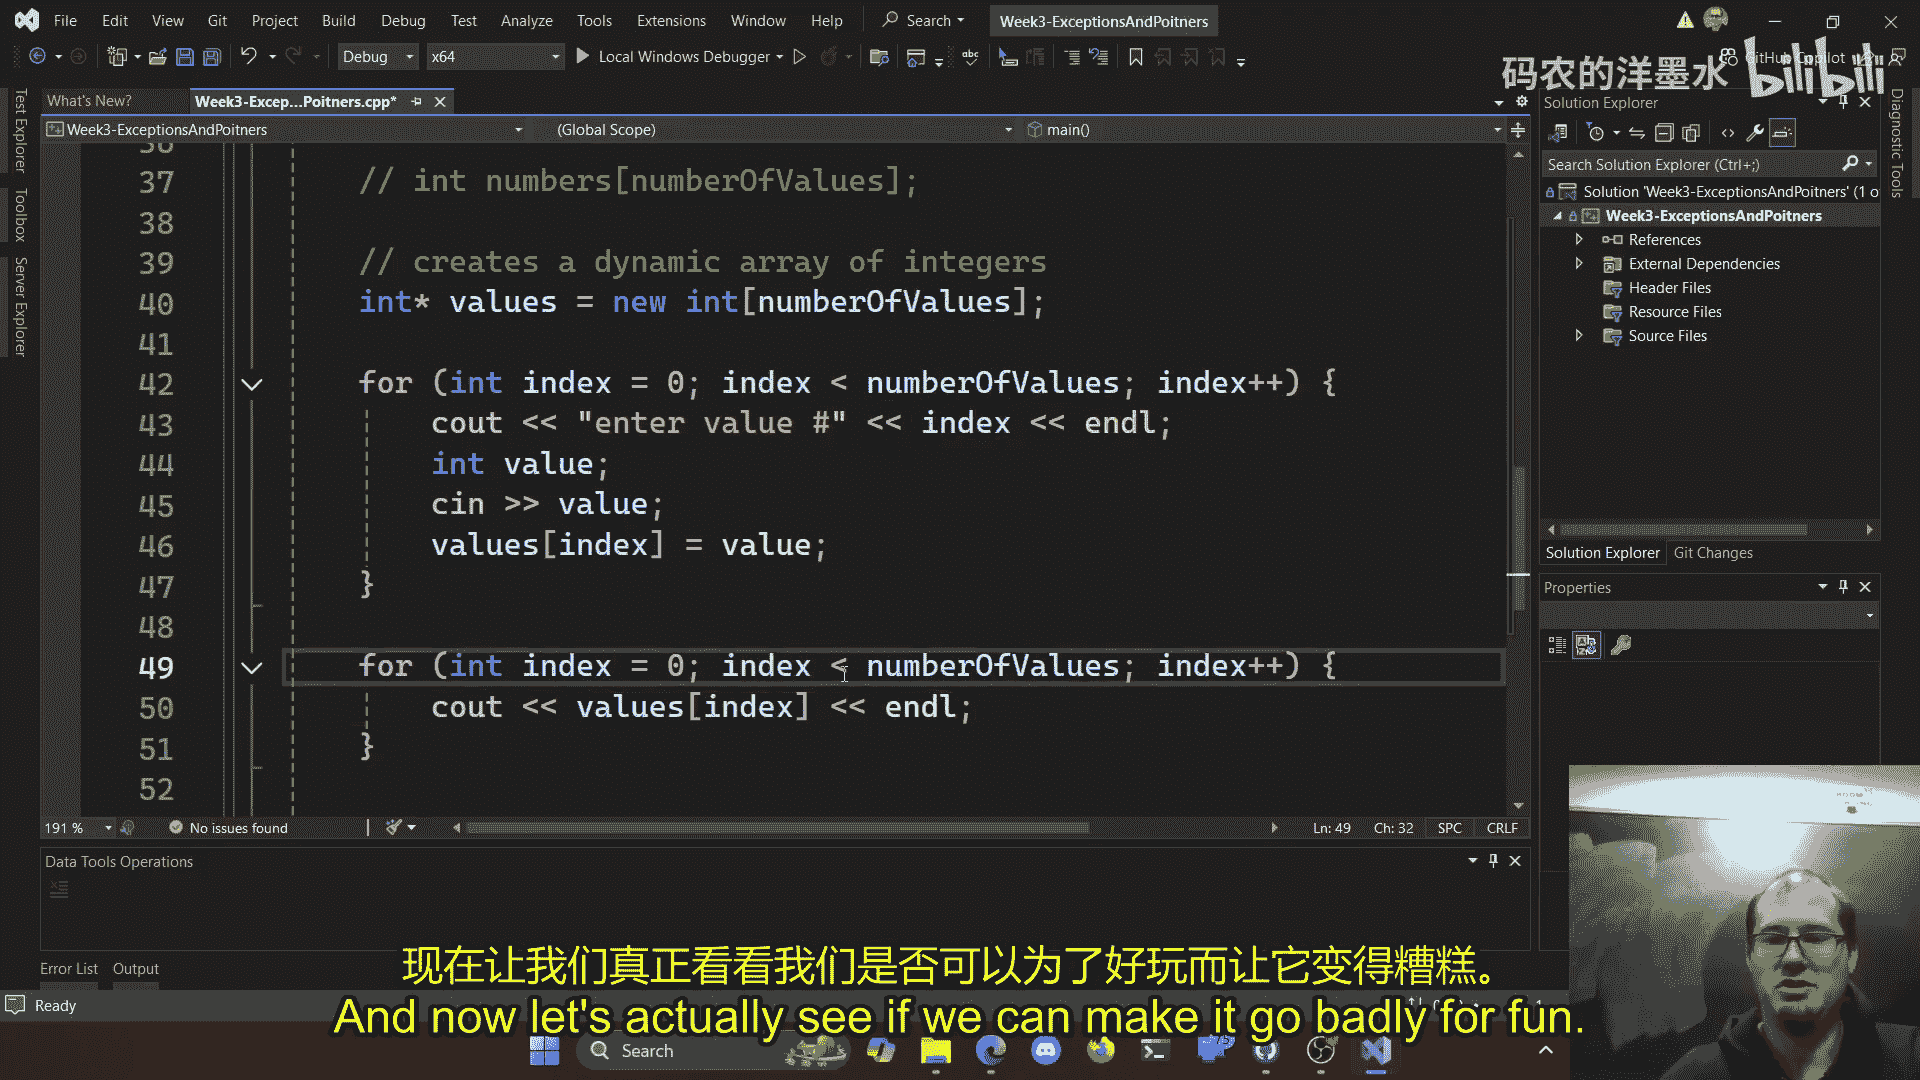 File Edit View Git Project Build Debug Test Analyze Tools Extensions Window Help Search Week3-ExceptionsAndPoitners
Debug x64 Local Windows Debugger
码农的洋墨水 bilibili
What's New? Week3-Excep...Poitners.cpp*
Week3-ExceptionsAndPoitners (Global Scope) main()
Test Explorer
Toolbox
Server Explorer
37 // int numbers[numberOfValues];
38
39 // creates a dynamic array of integers
40 int* values = new int[numberOfValues];
41
42 for (int index = 0; index < numberOfValues; index++) {
43 cout << "enter value #" << index << endl;
44 int value;
45 cin >> value;
46 values[index] = value;
47 }
48
49 for (int index = 0; index < numberOfValues; index++) {
50 cout << values[index] << endl;
51 }
52
191 % No issues found Ln: 49 Ch: 32 SPC CRLF
Solution Explorer
Search Solution Explorer (Ctrl+;)
Solution 'Week3-ExceptionsAndPoitners' (1 o
Week3-ExceptionsAndPoitners
References
External Dependencies
Header Files
Resource Files
Source Files
Solution Explorer Git Changes
Properties
Diagnostic Tools
Data Tools Operations
Error List Output
Ready
现在让我们真正看看我们是否可以为了好玩而让它变得糟糕。
And now let's actually see if we can make it go badly for fun.
Search